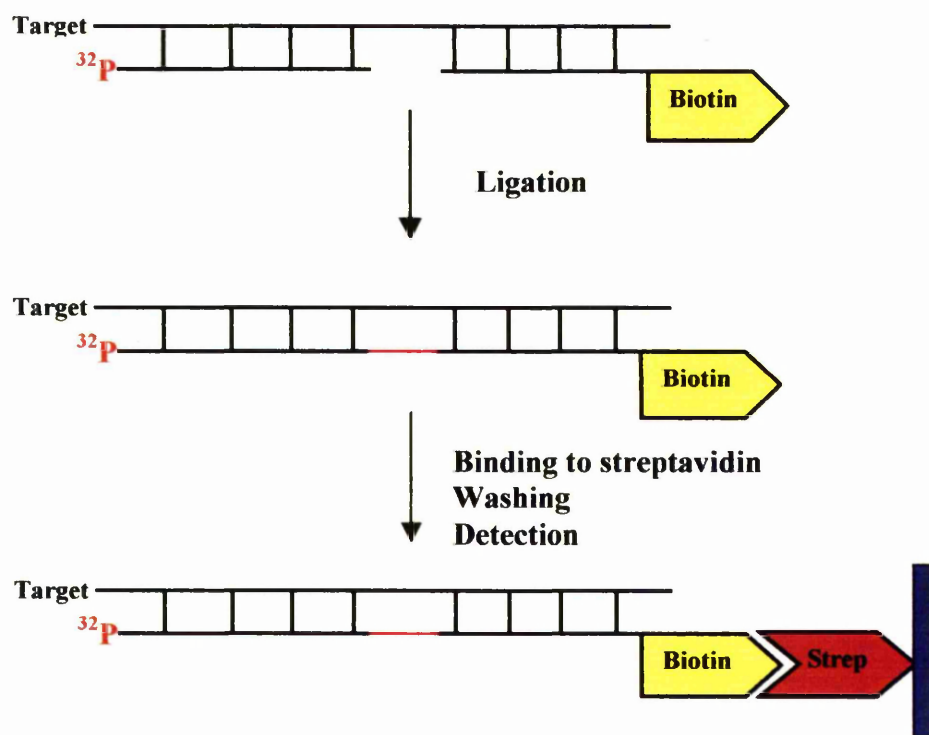 Target
³²P
Biotin
Ligation
Target
³²P
Biotin
Binding to streptavidin
Washing
Detection
Target
³²P
Biotin
Strep